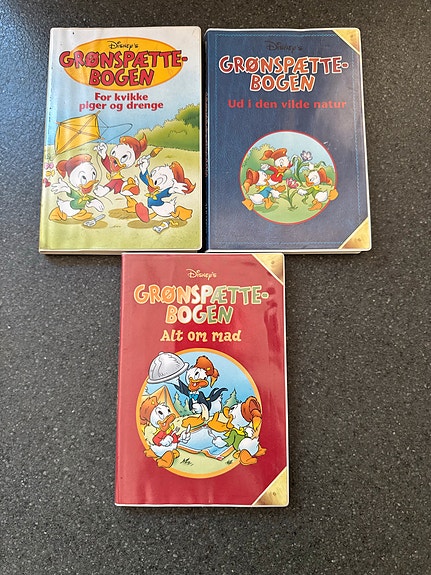 Disney's
GRØNSPÆTTE-
BOGEN
For kvikke
piger og drenge
Disney's
GRØNSPÆTTE-
BOGEN
Ud i den vilde natur
Disney's
GRØNSPÆTTE-
BOGEN
Alt om mad